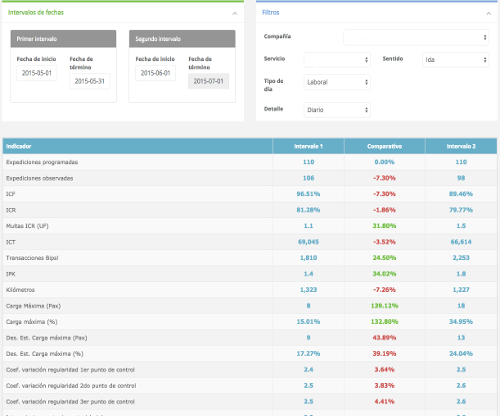 Intervalos de fechas
Primer intervalo
Fecha de inicio
Fecha de término
2015-05-01
2015-05-31
Segundo intervalo
Fecha de inicio
Fecha de término
2015-06-01
2015-07-01
Filtros
Compañía
Servicio
Sentido
Ida
Tipo de día
Laboral
Detalle
Diario
Indicador Intervalo 1 Comparativo Intervalo 2
Expediciones programadas 110 0.00% 110
Expediciones observadas 106 -7.30% 98
ICF 96.51% -7.30% 89.46%
ICR 81.28% -1.86% 79.77%
Multas ICR (UF) 1.1 31.80% 1.5
ICT 69,045 -3.52% 66,614
Transacciones Bipal 1,810 24.50% 2,253
IPK 1.4 34.02% 1.8
Kilómetros 1,323 -7.26% 1,227
Carga Máxima (Pax) 8 139.12% 18
Carga máxima (%) 15.01% 132.80% 34.95%
Des. Est. Carga máxima (Pax) 9 43.89% 13
Des. Est. Carga máxima (%) 17.27% 39.19% 24.04%
Coef. variación regularidad 1er punto de control 2.4 3.64% 2.5
Coef. variación regularidad 2do punto de control 2.5 3.83% 2.6
Coef. variación regularidad 3er punto de control 2.5 4.41% 2.6